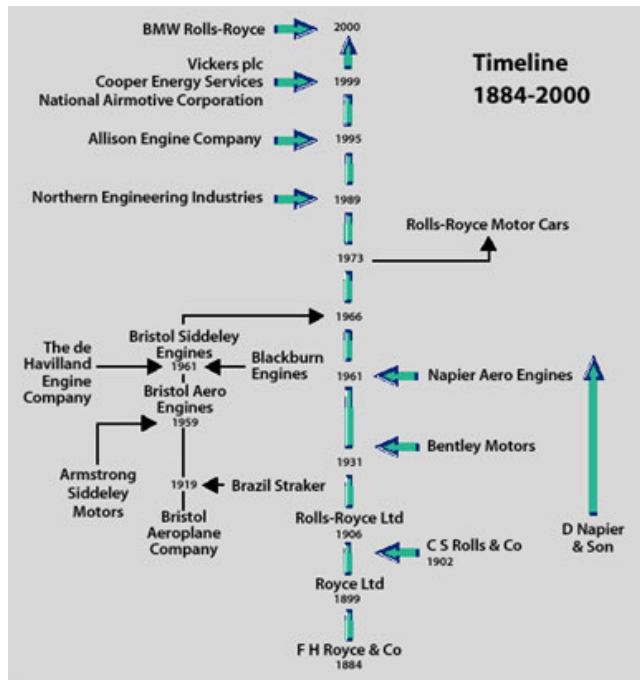 BMW Rolls-Royce
2000
Timeline
1884-2000
Vickers plc
Cooper Energy Services
National Airmotive Corporation
1999
Allison Engine Company
1995
Northern Engineering Industries
1989
Rolls-Royce Motor Cars
1973
1966
Bristol Siddeley
Engines
1961
The de
Havilland
Engine
Company
Blackburn
Engines
1961
Napier Aero Engines
Bristol Aero
Engines
1959
Bentley Motors
1931
Armstrong
Siddeley
Motors
1919
Brazil Straker
Bristol
Aeroplane
Company
Rolls-Royce Ltd
1906
C S Rolls & Co
1902
D Napier
& Son
Royce Ltd
1899
F H Royce & Co
1884